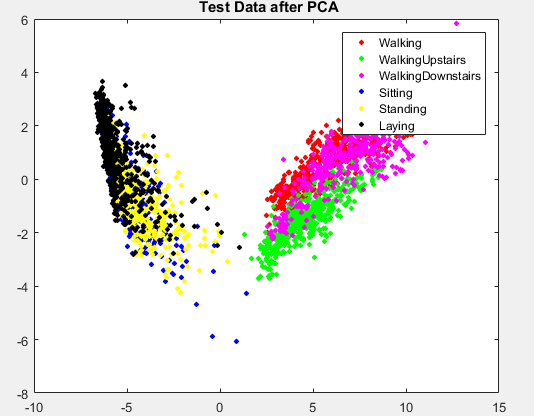 Test Data after PCA
6
Walking
WalkingUpstairs
WalkingDownstairs
Sitting
Standing
Laying
4
2
0
-2
-4
-6
-8
-10
-5
0
5
10
15